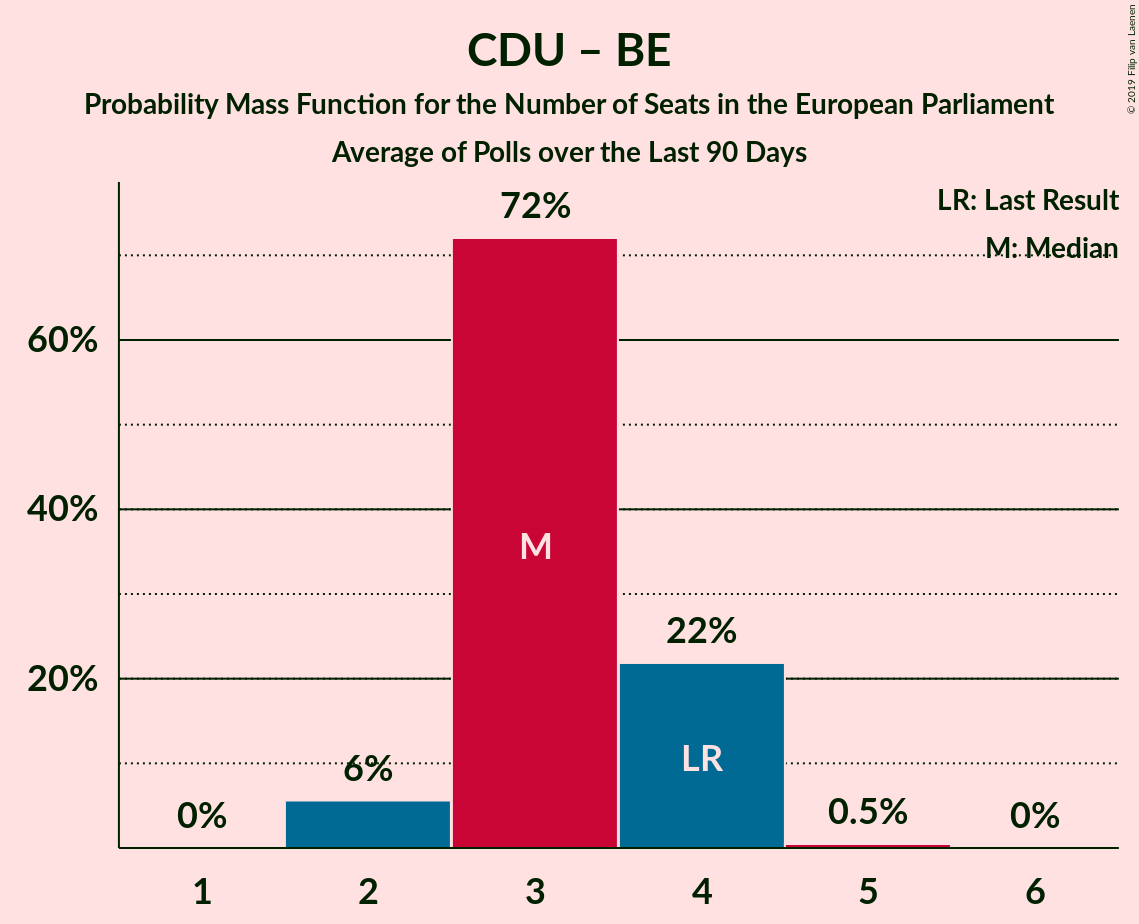 CDU – BE
Probability Mass Function for the Number of Seats in the European Parliament
Average of Polls over the Last 90 Days
© 2019 Filip van Laenen
LR: Last Result
M: Median
72%
60%
40%
M
22%
20%
LR
6%
0%
0.5%
0%
1 2 3 4 5 6